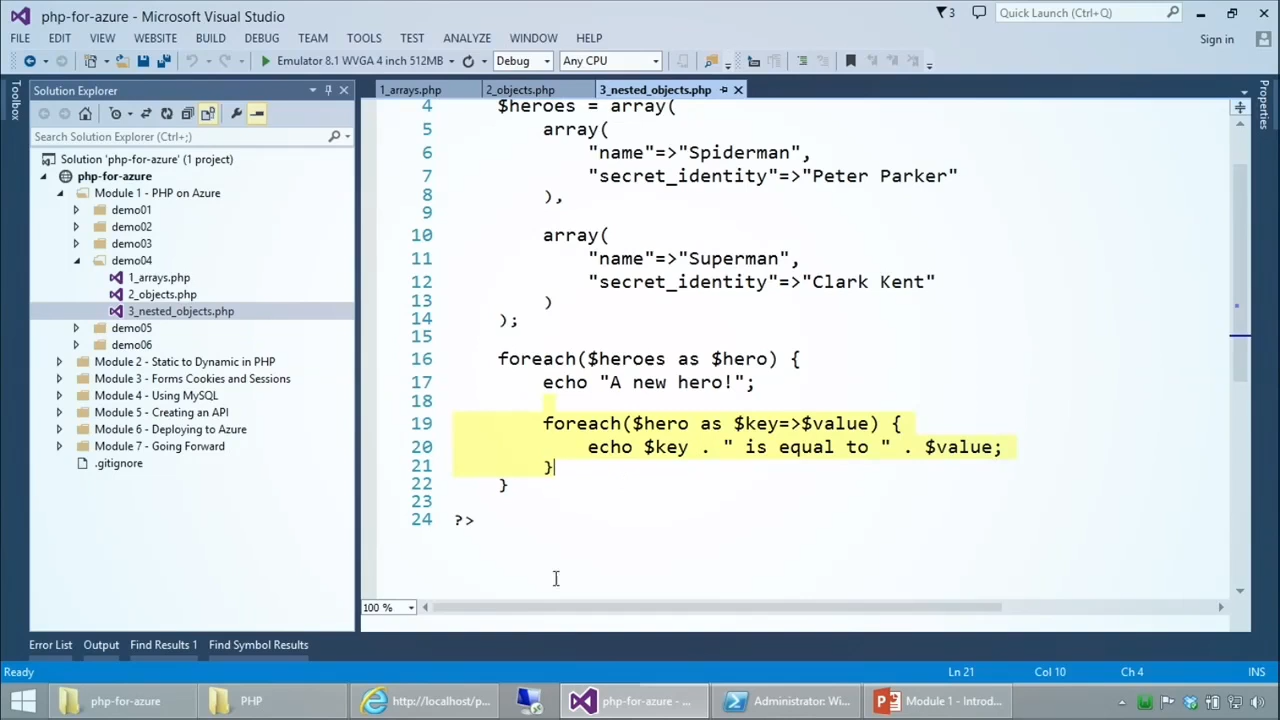 php-for-azure - Microsoft Visual Studio
3
Quick Launch (Ctrl+Q)
FILE EDIT VIEW WEBSITE BUILD DEBUG TEAM TOOLS TEST ANALYZE WINDOW HELP
Sign in
Emulator 8.1 WVGA 4 inch 512MB
Debug
Any CPU
Toolbox
Solution Explorer
Search Solution Explorer (Ctrl+;)
Solution 'php-for-azure' (1 project)
php-for-azure
Module 1 - PHP on Azure
demo01
demo02
demo03
demo04
1_arrays.php
2_objects.php
3_nested_objects.php
demo05
demo06
Module 2 - Static to Dynamic in PHP
Module 3 - Forms Cookies and Sessions
Module 4 - Using MySQL
Module 5 - Creating an API
Module 6 - Deploying to Azure
Module 7 - Going Forward
.gitignore
1_arrays.php 2_objects.php 3_nested_objects.php
4 $heroes = array(
5 array(
6 "name"=>"Spiderman",
7 "secret_identity"=>"Peter Parker"
8 ),
9
10 array(
11 "name"=>"Superman",
12 "secret_identity"=>"Clark Kent"
13 )
14 );
15
16 foreach($heroes as $hero) {
17 echo "A new hero!";
18
19 foreach($hero as $key=>$value) {
20 echo $key . " is equal to " . $value;
21 }
22 }
23
24 ?>
100 %
Properties
Error List Output Find Results 1 Find Symbol Results
Ready
Ln 21 Col 10 Ch 4 INS
php-for-azure
PHP
http://localhost/p...
php-for-azure - ...
Administrator: Wi...
Module 1 - Introd...